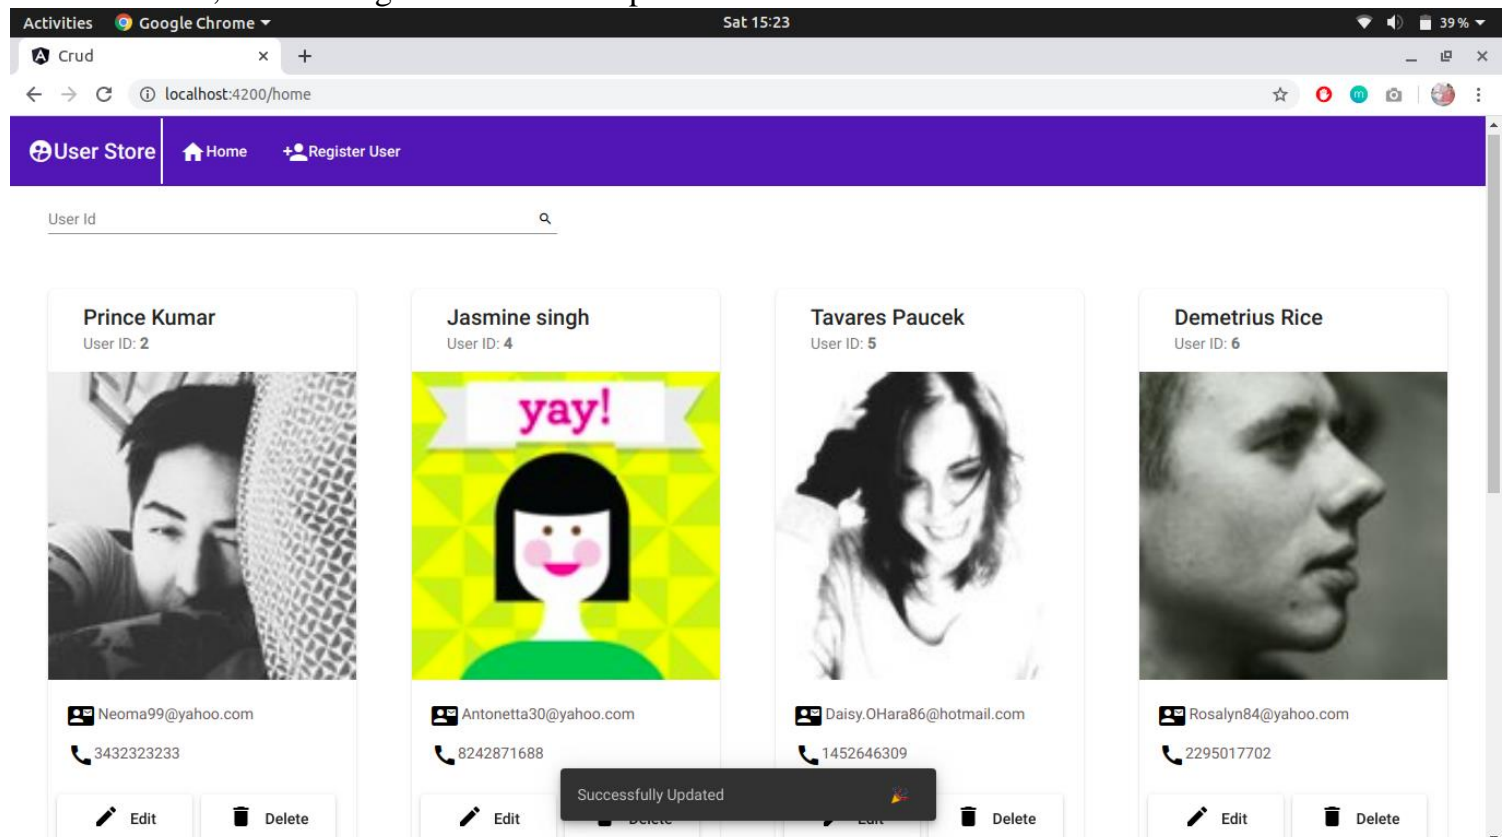 Activities Google Chrome Sat 15:23 39 %
Crud
localhost:4200/home
User Store Home Register User
User Id
Prince Kumar
User ID: 2
Jasmine singh
User ID: 4
Tavares Paucek
User ID: 5
Demetrius Rice
User ID: 6
yay!
Neoma99@yahoo.com
3432323233
Antonetta30@yahoo.com
8242871688
Daisy.OHara86@hotmail.com
1452646309
Rosalyn84@yahoo.com
2295017702
Successfully Updated
Edit Delete
Edit Delete
Edit Delete
Edit Delete